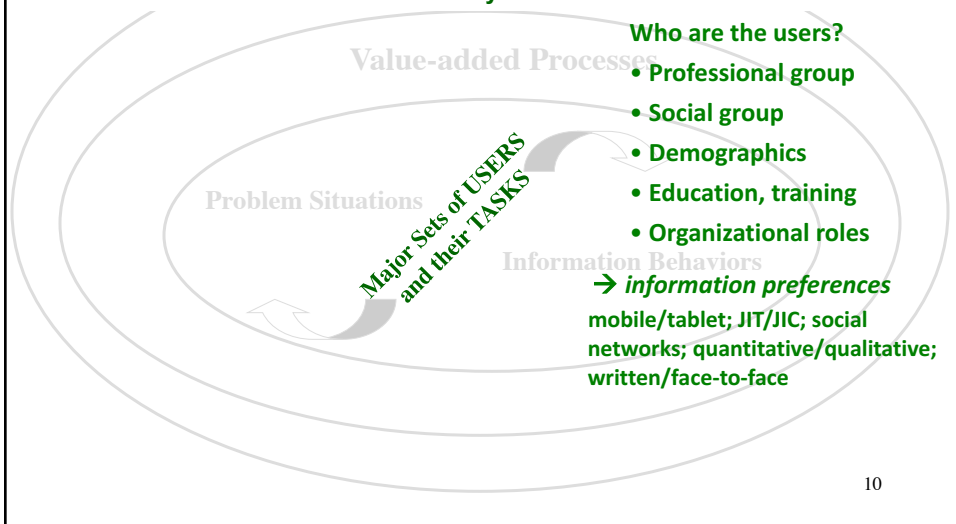 Who are the users?
Value-added Processes
• Professional group
• Social group
• Demographics
• Education, training
• Organizational roles
Problem Situations
Major Sets of USERS
and their TASKS
Information Behaviors
→ information preferences
mobile/tablet; JIT/JIC; social
networks; quantitative/qualitative;
written/face-to-face
10